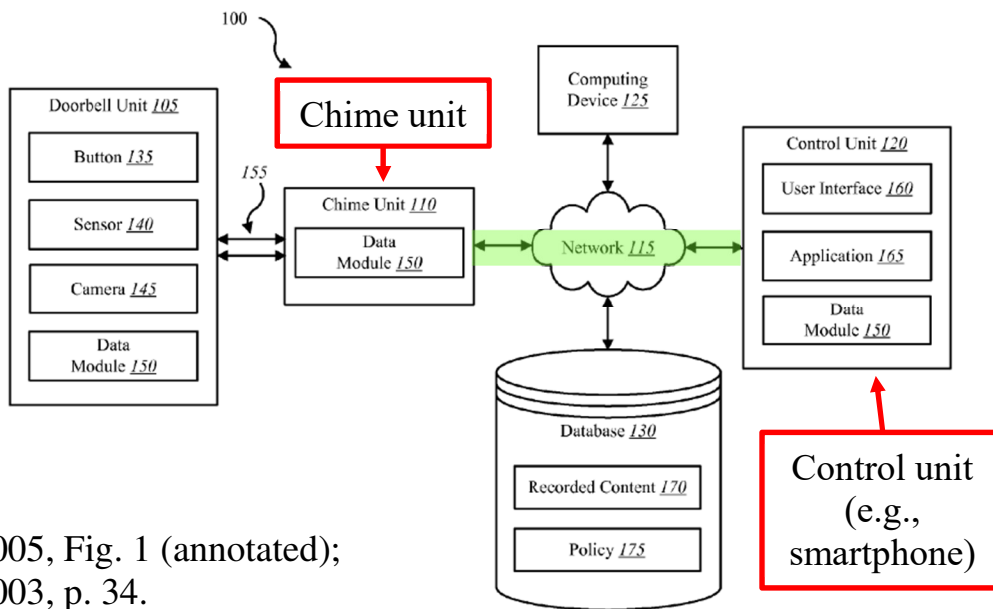 100
Doorbell Unit 105
Button 135
Sensor 140
Camera 145
Data
Module 150
155
Chime unit
Chime Unit 110
Data
Module 150
Computing
Device 125
Network 115
Control Unit 120
User Interface 160
Application 165
Data
Module 150
Database 130
Recorded Content 170
Policy 175
Control unit
(e.g.,
smartphone)
005, Fig. 1 (annotated);
003, p. 34.